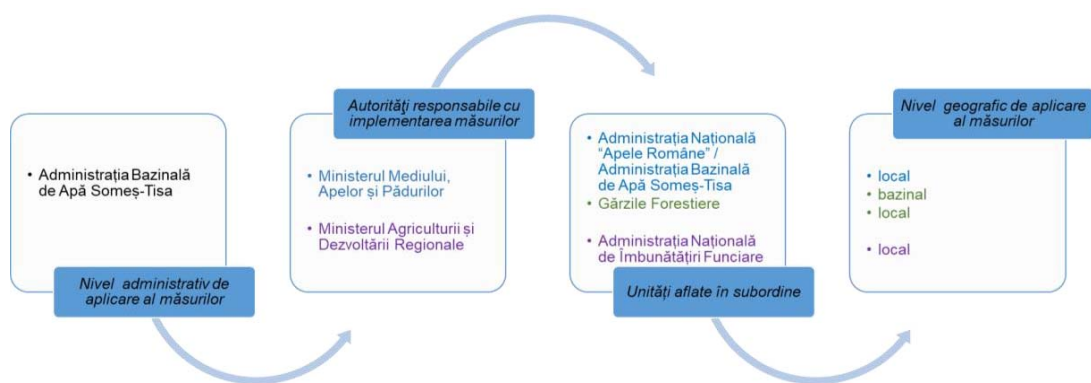 • Administrația Bazinală
de Apă Someș-Tisa
Nivel administrativ de
aplicare al măsurilor
Autorităţi responsabile cu
implementarea măsurilor
• Ministerul Mediului,
Apelor și Pădurilor
• Ministerul Agriculturii și
Dezvoltării Regionale
• Administrația Națională
“Apele Române” /
Administrația Bazinală
de Apă Someș-Tisa
• Gărzile Forestiere
• Administrația Națională
de Îmbunătățiri Funciare
Unități aflate în subordine
Nivel geografic de aplicare
al măsurilor
• local
• bazinal
• local
• local